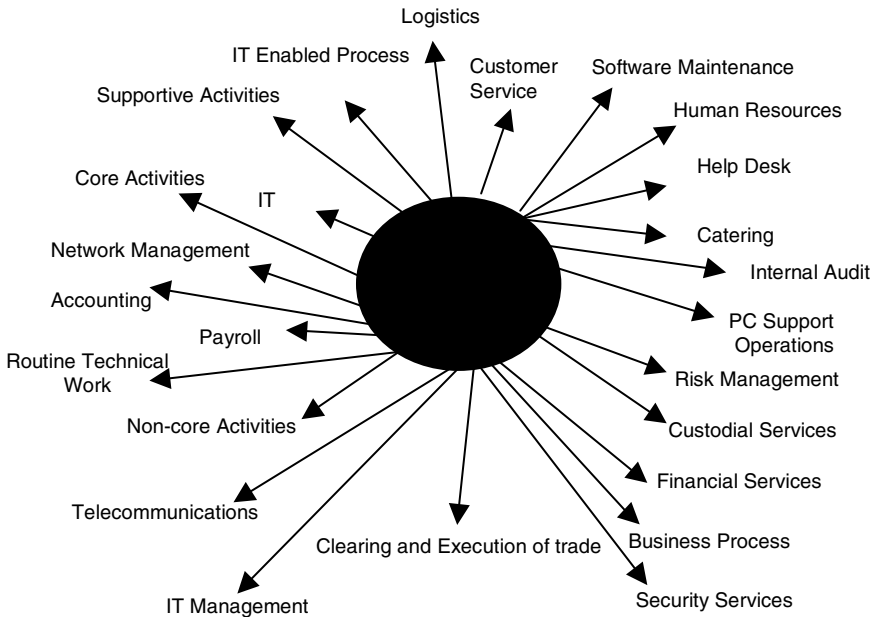 Logistics
IT Enabled Process
Customer
Service
Software Maintenance
Supportive Activities
Human Resources
Help Desk
Core Activities
IT
Catering
Network Management
Internal Audit
Accounting
PC Support
Operations
Payroll
Routine Technical
Work
Risk Management
Non-core Activities
Custodial Services
Financial Services
Telecommunications
Clearing and Execution of trade
Business Process
IT Management
Security Services